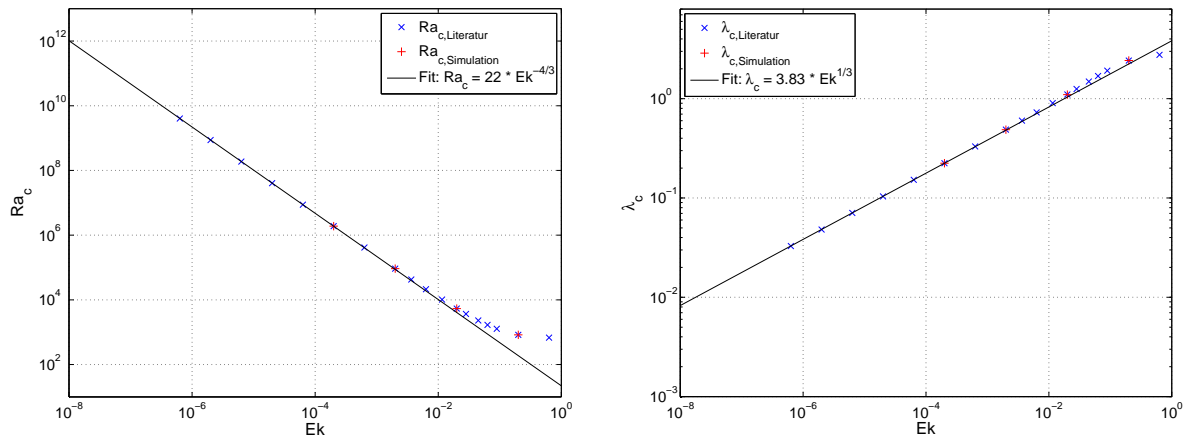 Ra_c,Literatur
Ra_c,Simulation
Fit: Ra_c = 22 * Ek^−4/3
10^12
10^10
10^8
10^6
10^4
10^2
Ra_c
10^−8
10^−6
10^−4
10^−2
10^0
Ek
λ_c,Literatur
λ_c,Simulation
Fit: λ_c = 3.83 * Ek^1/3
10^0
10^−1
10^−2
10^−3
λ_c
10^−8
10^−6
10^−4
10^−2
10^0
Ek